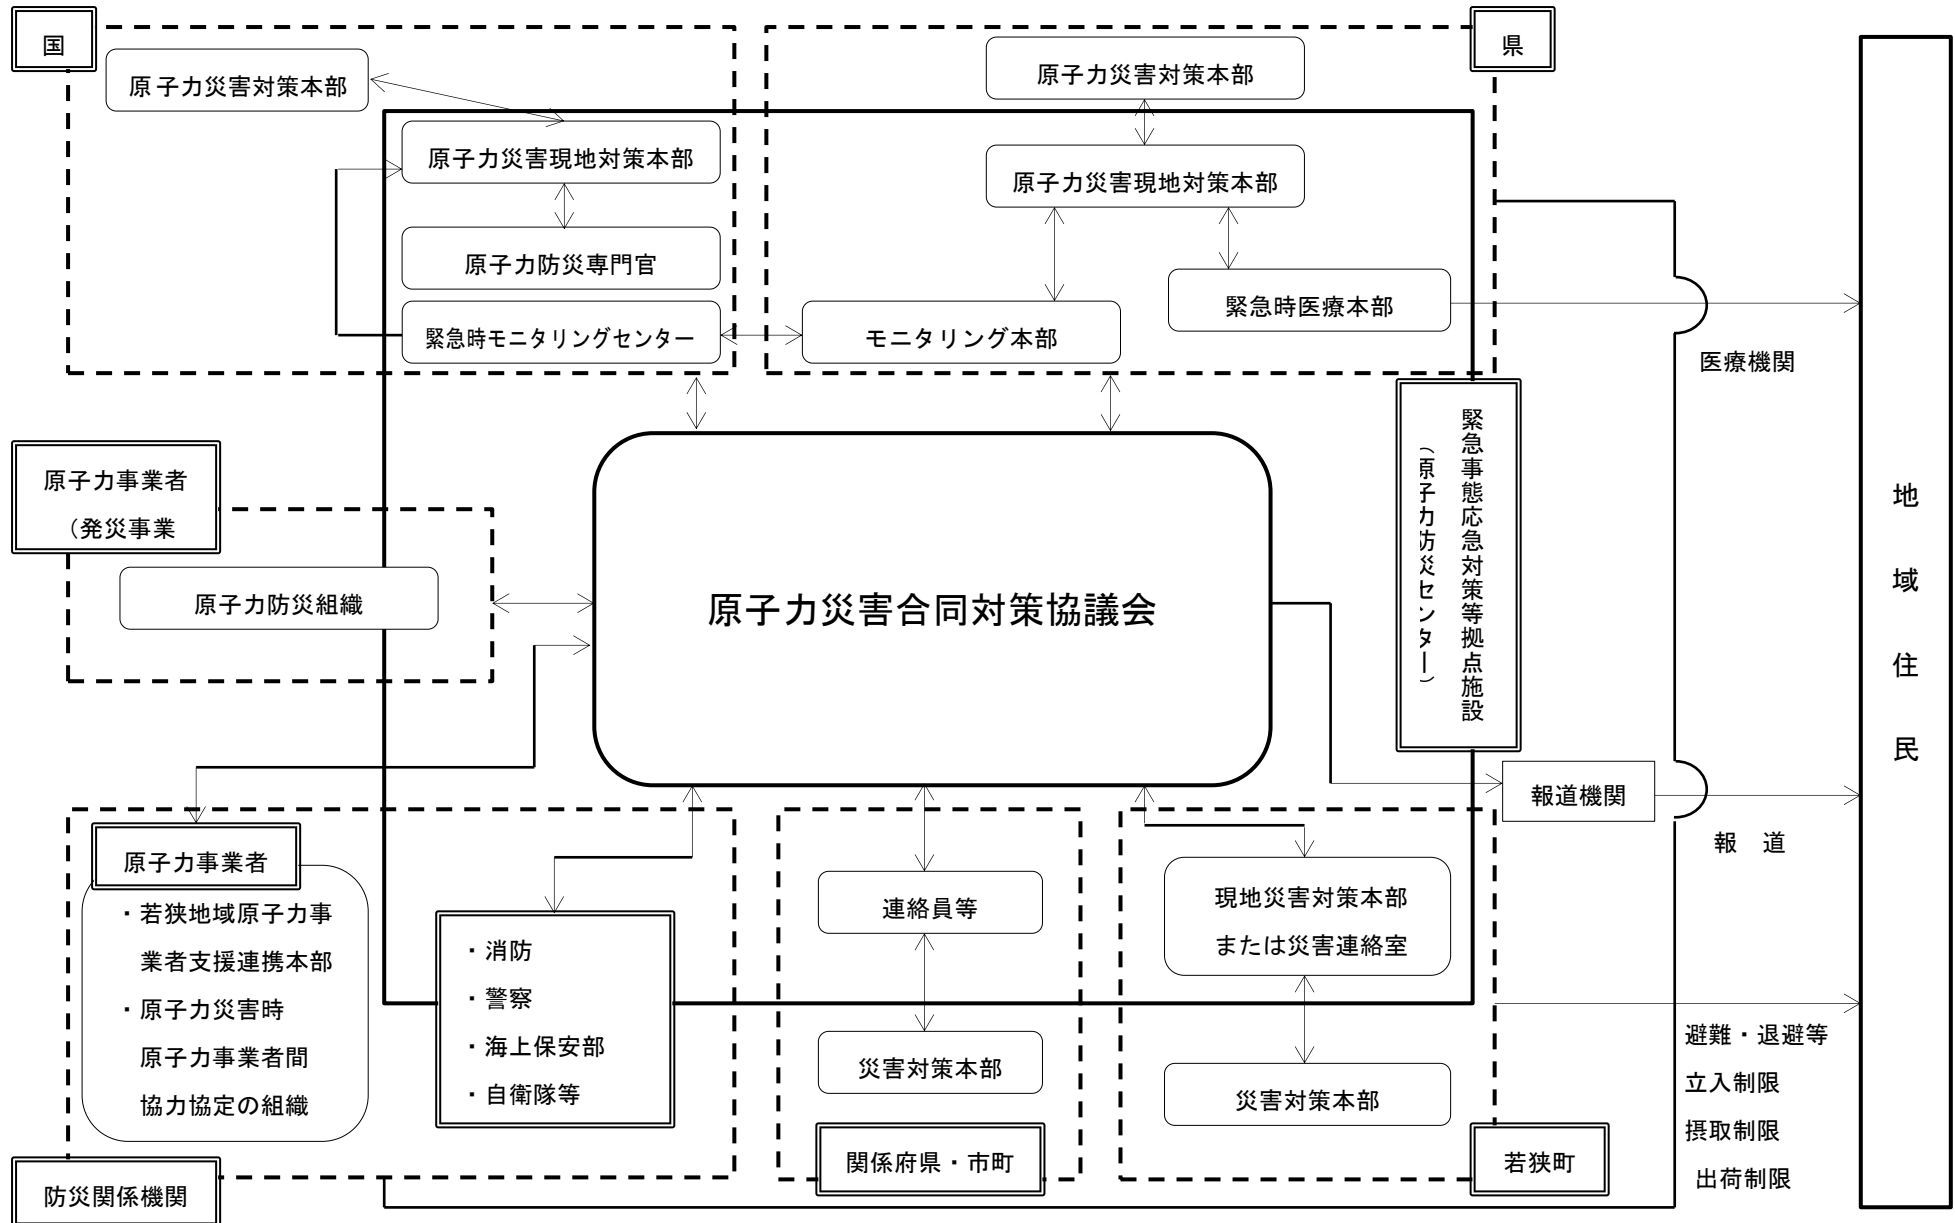 国
県
原子力災害対策本部
原子力災害対策本部
原子力災害現地対策本部
原子力災害現地対策本部
原子力防災専門官
緊急時医療本部
緊急時モニタリングセンター
モニタリング本部
医療機関
緊急事態応急対策等拠点施設
（原子力防災センター）
原子力事業者
（発災事業
原子力防災組織
原子力災害合同対策協議会
地域住民
報道機関
報　道
原子力事業者
・若狭地域原子力事
業者支援連携本部
・原子力災害時
原子力事業者間
協力協定の組織
・消防
・警察
・海上保安部
・自衛隊等
連絡員等
災害対策本部
現地災害対策本部
または災害連絡室
災害対策本部
避難・退避等
立入制限
摂取制限
出荷制限
防災関係機関
関係府県・市町
若狭町